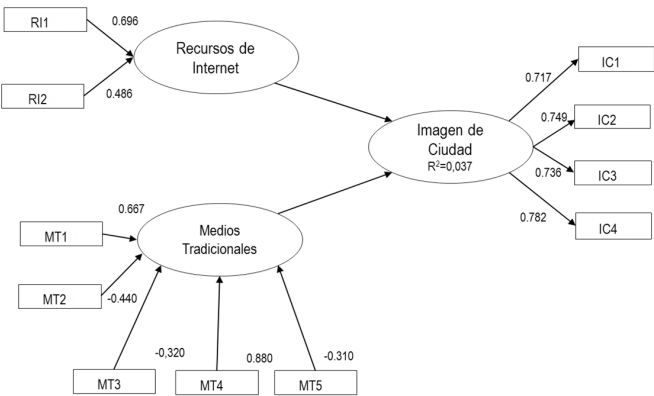 RI1
0.696
RI2
0.486
Recursos de
Internet
MT1
0.667
MT2
-0.440
Medios
Tradicionales
MT3
-0,320
MT4
0.880
MT5
-0.310
Imagen de
Ciudad
R²=0,037
0.717
IC1
0.749
IC2
0.736
IC3
0.782
IC4